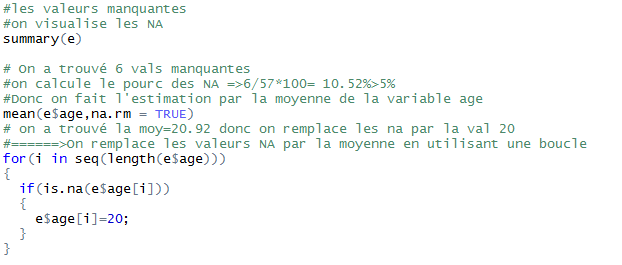 #les valeurs manquantes
#on visualise les NA
summary(e)
# On a trouvé 6 vals manquantes
#on calcule le pourc des NA =>6/57*100= 10.52%>5%
#Donc on fait l'estimation par la moyenne de la variable age
mean(e$age,na.rm = TRUE)
# on a trouvé la moy=20.92 donc on remplace les na par la val 20
#======>On remplace les valeurs NA par la moyenne en utilisant une boucle
for(i in seq(length(e$age)))
{
  if(is.na(e$age[i]))
  {
    e$age[i]=20;
  }
}